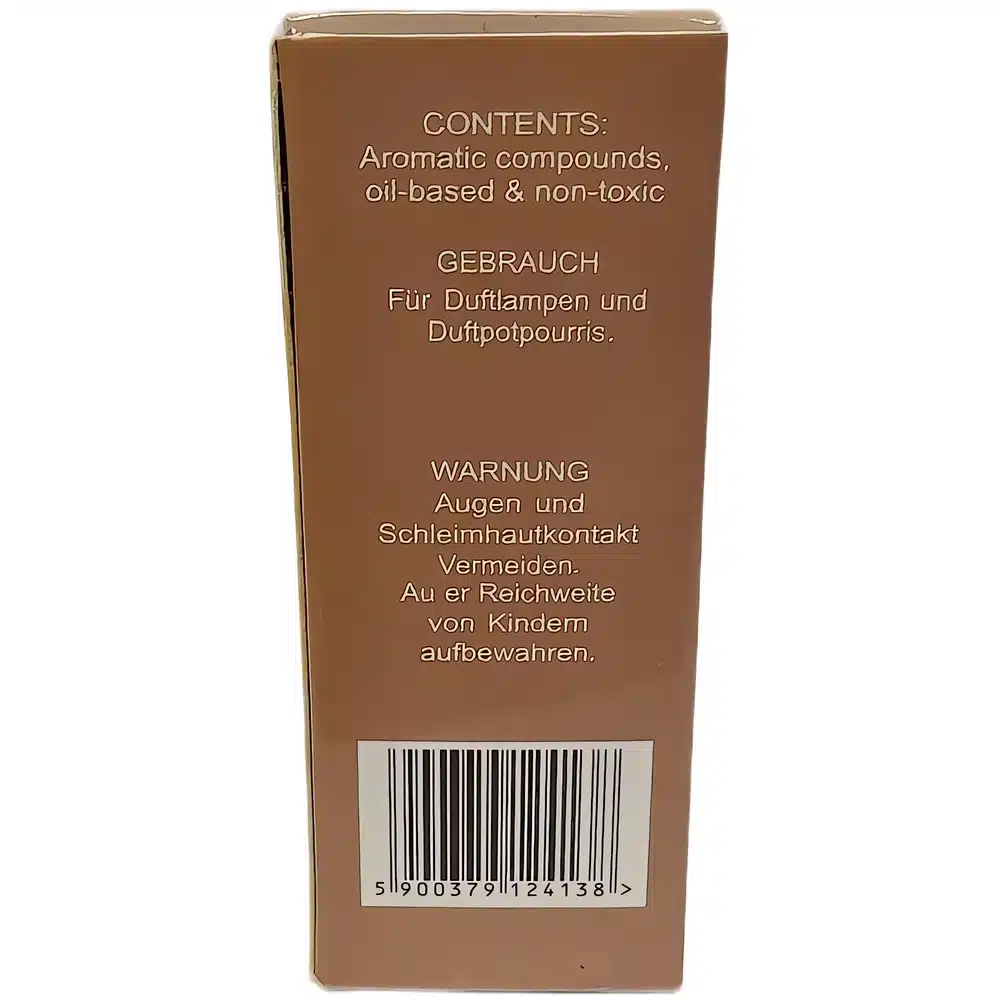 CONTENTS:
Aromatic compounds,
oil-based & non-toxic
GEBRAUCH
Für Duftlampen und
Duftpotpourris.
WARNUNG
Augen und
Schleimhautkontakt
Vermeiden.
Au er Reichweite
von Kindern
aufbewahren.
5 900379 124138 >